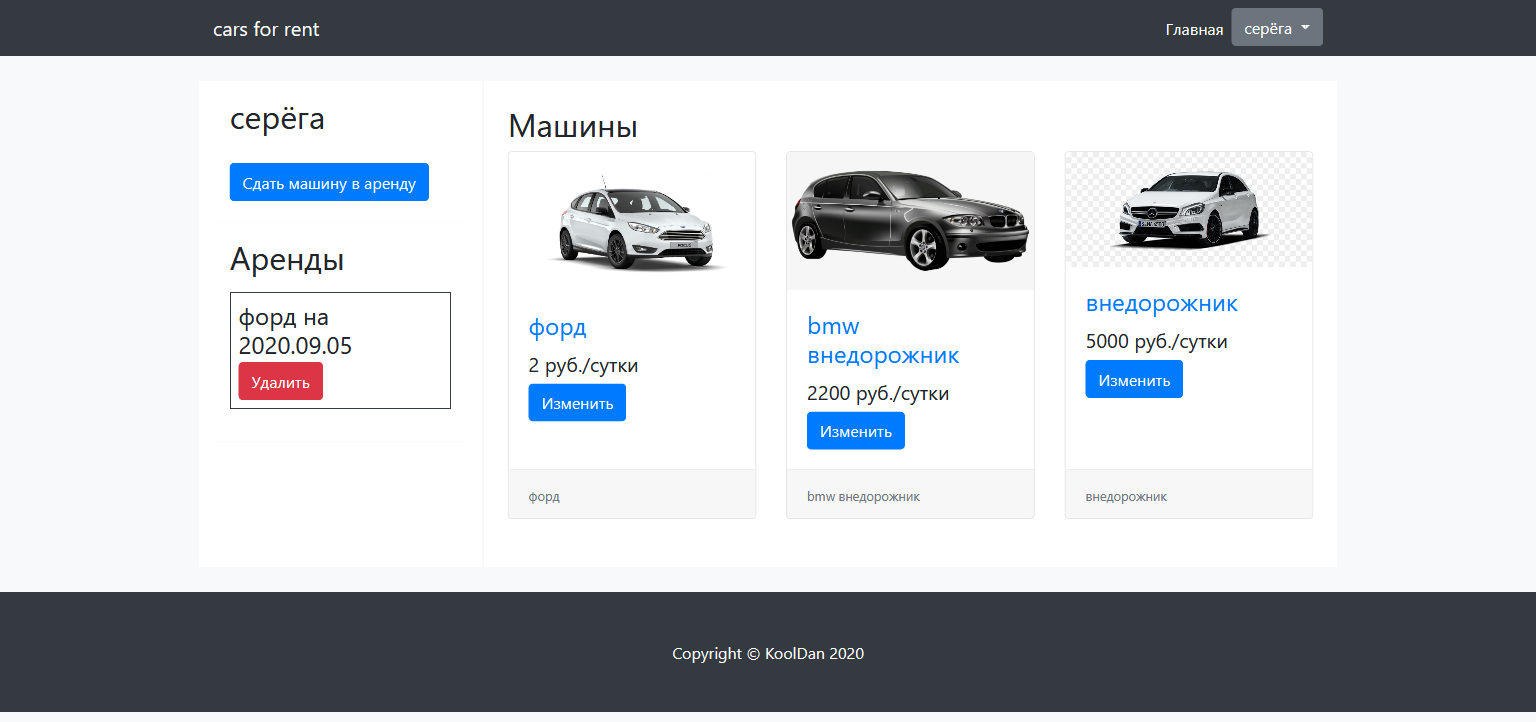 cars for rent
Главная
серёга
серёга
Сдать машину в аренду
Аренды
форд на
2020.09.05
Удалить
Машины
форд
2 руб./сутки
Изменить
форд
bmw
внедорожник
2200 руб./сутки
Изменить
bmw внедорожник
внедорожник
5000 руб./сутки
Изменить
внедорожник
Copyright © KoolDan 2020